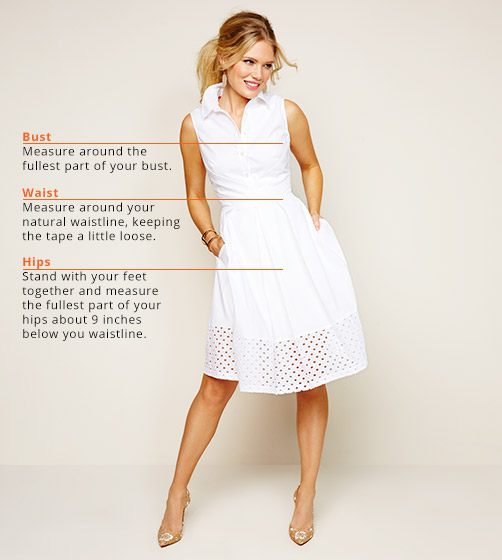 Bust
Measure around the
fullest part of your bust.
Waist
Measure around your
natural waistline, keeping
the tape a little loose.
Hips
Stand with your feet
together and measure
the fullest part of your
hips about 9 inches
below you waistline.